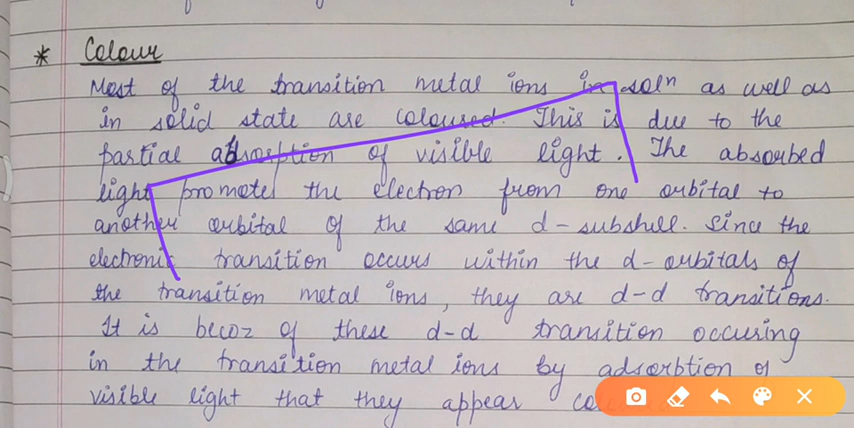 * Colour
Most of the transition metal ions in soln as well as
in solid state are coloured. This is due to the
partial adsorption of visible light. The absorbed
light promotes the electron from one orbital to
another orbital of the same d-subshell. Since the
electronic transition occurs within the d-orbitals of
the transition metal ions, they are d-d transitions.
It is becoz of these d-d transition occuring
in the transition metal ions by adsorbtion of
visible light that they appear